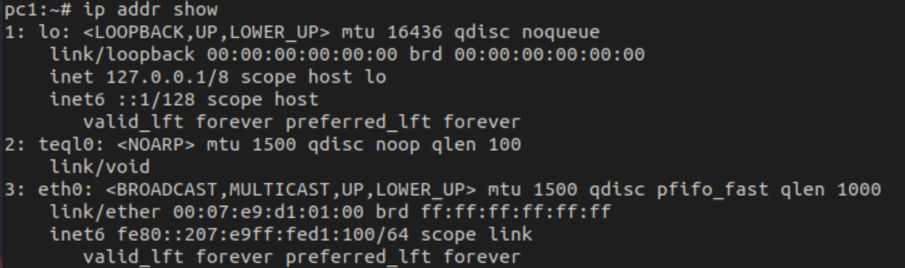 pc1:~# ip addr show
1: lo: <LOOPBACK,UP,LOWER_UP> mtu 16436 qdisc noqueue
    link/loopback 00:00:00:00:00:00 brd 00:00:00:00:00:00
    inet 127.0.0.1/8 scope host lo
    inet6 ::1/128 scope host
       valid_lft forever preferred_lft forever
2: teql0: <NOARP> mtu 1500 qdisc noop qlen 100
    link/void
3: eth0: <BROADCAST,MULTICAST,UP,LOWER_UP> mtu 1500 qdisc pfifo_fast qlen 1000
    link/ether 00:07:e9:d1:01:00 brd ff:ff:ff:ff:ff:ff
    inet6 fe80::207:e9ff:fed1:100/64 scope link
       valid_lft forever preferred_lft forever